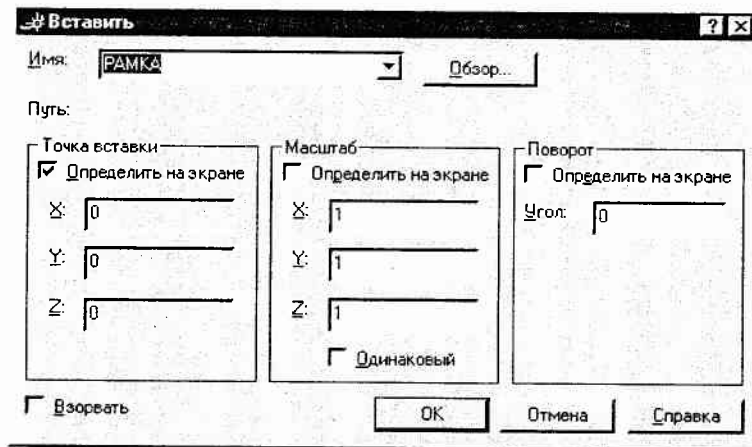 Вставить
Имя: РАМКА Обзор...
Путь:
Точка вставки Масштаб Поворот
Определить на экране Определить на экране Определить на экране
X: 0 X: 1 Угол: 0
Y: 0 Y: 1
Z: 0 Z: 1
Одинаковый
Взорвать OK Отмена Справка